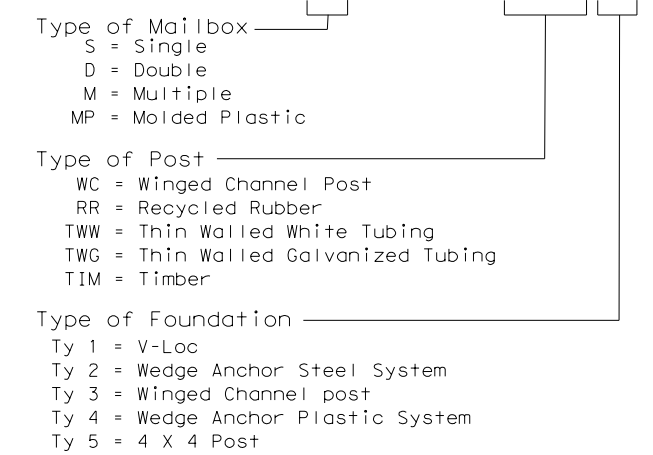 Type of Mailbox
S = Single
D = Double
M = Multiple
MP = Molded Plastic
Type of Post
WC = Winged Channel Post
RR = Recycled Rubber
TWW = Thin Walled White Tubing
TWG = Thin Walled Galvanized Tubing
TIM = Timber
Type of Foundation
Ty 1 = V-Loc
Ty 2 = Wedge Anchor Steel System
Ty 3 = Winged Channel post
Ty 4 = Wedge Anchor Plastic System
Ty 5 = 4 X 4 Post